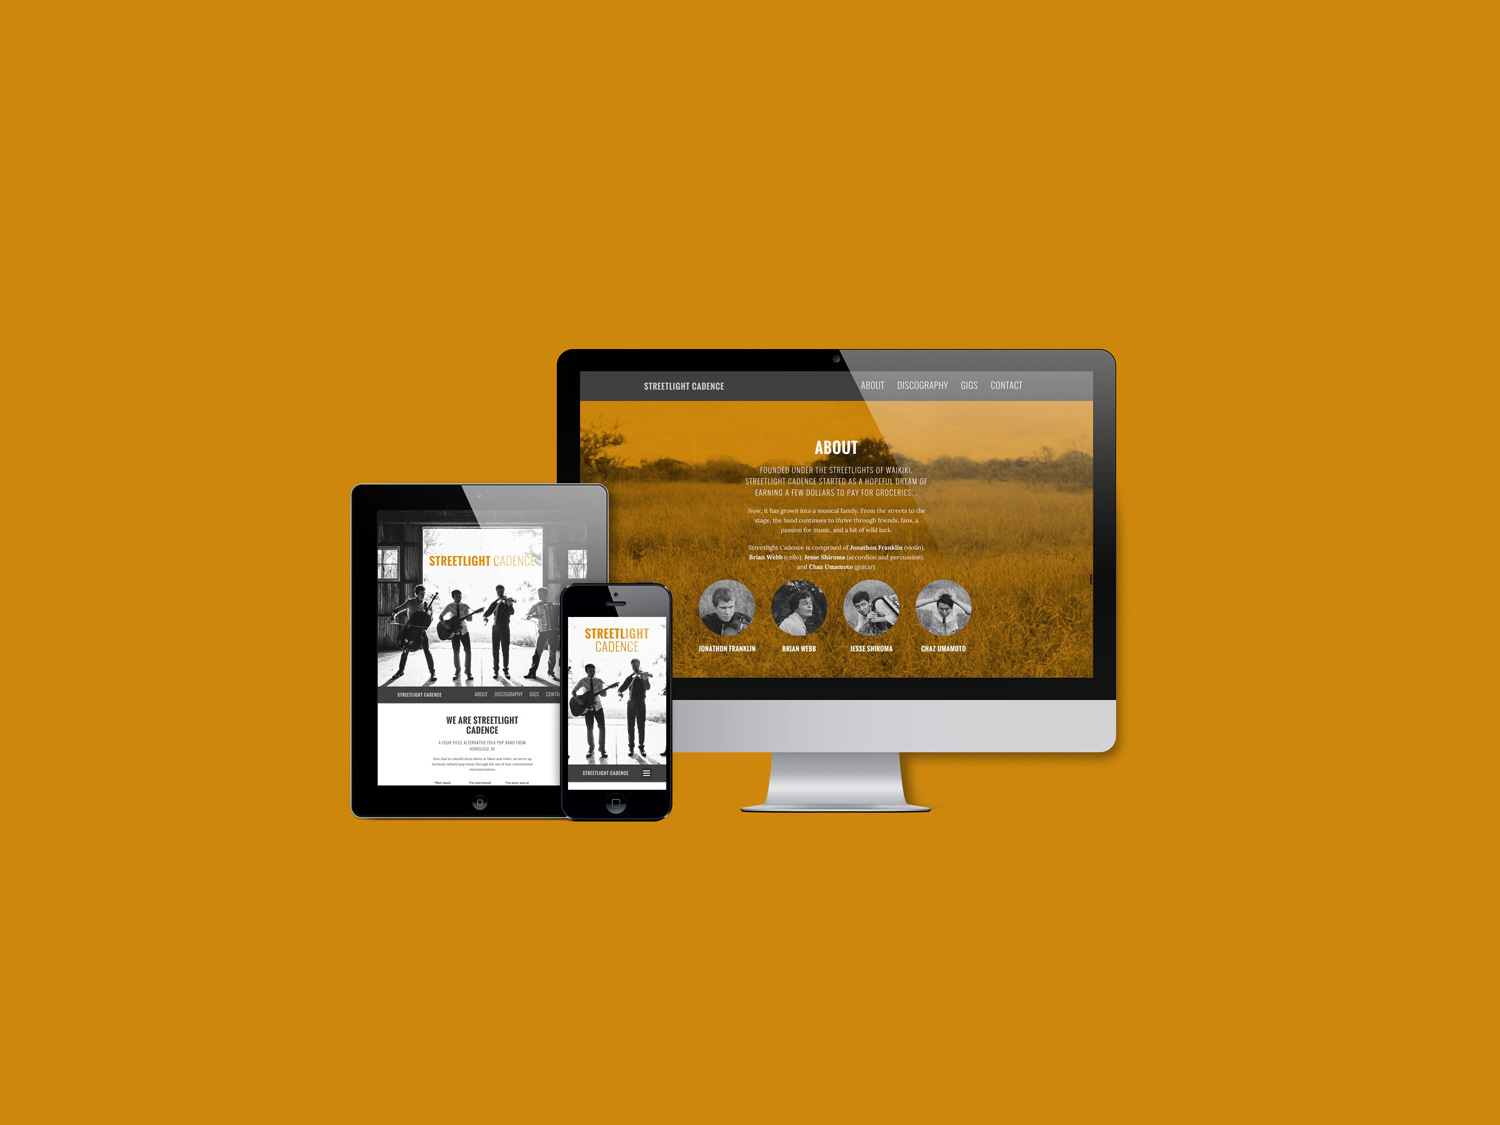 STREETLIGHT CADENCE
ABOUT DISCOGRAPHY GIGS CONTACT
ABOUT
FOUNDED UNDER THE STREETLIGHTS OF WAIKIKI,
STREETLIGHT CADENCE STARTED AS A HOPEFUL DREAM OF
EARNING A FEW DOLLARS TO PAY FOR GROCERIES...
Now, it has grown into a musical family. From the streets to the
stage, the band continues to thrive through friends, fans, a
passion for music, and a bit of wild luck.
Streetlight Cadence is comprised of Jonathon Franklin (violin),
Brian Webb (cello), Jesse Shiroma (accordion and percussion),
and Chaz Umamoto (guitar).
JONATHON FRANKLIN
BRIAN WEBB
JESSE SHIROMA
CHAZ UMAMOTO
STREETLIGHT CADENCE
STREETLIGHT CADENCE
ABOUT DISCOGRAPHY GIGS
WE ARE STREETLIGHT
CADENCE
A FOUR PIECE ALTERNATIVE FOLK POP BAND FROM
HONOLULU, HI
STREETLIGHT
CADENCE
STREETLIGHT CADENCE